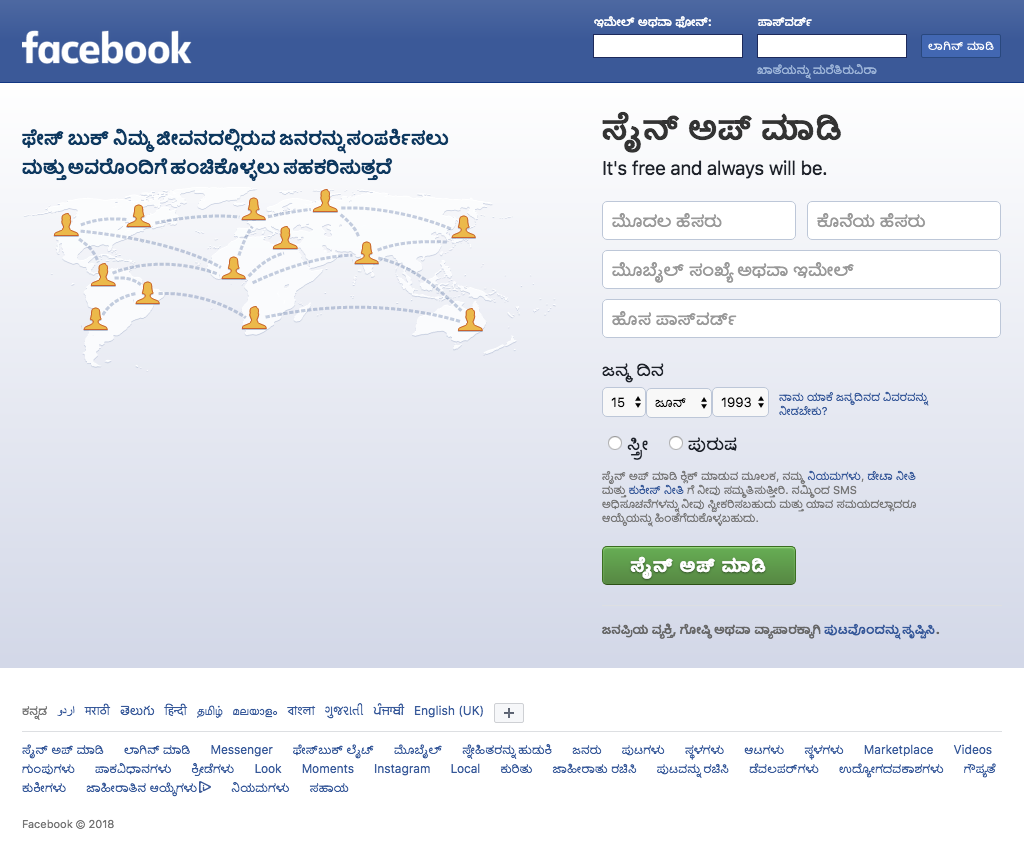 facebook
ಇಮೇಲ್ ಅಥವಾ ಫೋನ್:
ಪಾಸ್‌ವರ್ಡ್
ಲಾಗಿನ್ ಮಾಡಿ
ಖಾತೆಯನ್ನು ಮರೆತಿರುವಿರಾ
ಫೇಸ್ ಬುಕ್ ನಿಮ್ಮ ಜೀವನದಲ್ಲಿರುವ ಜನರನ್ನು ಸಂಪರ್ಕಿಸಲು
ಮತ್ತು ಅವರೊಂದಿಗೆ ಹಂಚಿಕೊಳ್ಳಲು ಸಹಕರಿಸುತ್ತದೆ
ಸೈನ್ ಅಪ್ ಮಾಡಿ
It's free and always will be.
ಮೊದಲ ಹೆಸರು ಕೊನೆಯ ಹೆಸರು
ಮೊಬೈಲ್ ಸಂಖ್ಯೆ ಅಥವಾ ಇಮೇಲ್
ಹೊಸ ಪಾಸ್‌ವರ್ಡ್
ಜನ್ಮ ದಿನ
15 ಜೂನ್ 1993
ನಾನು ಯಾಕೆ ಜನ್ಮದಿನದ ವಿವರವನ್ನು
ನೀಡಬೇಕು?
ಸ್ತ್ರೀ ಪುರುಷ
ಸೈನ್ ಅಪ್ ಮಾಡಿ ಕ್ಲಿಕ್ ಮಾಡುವ ಮೂಲಕ, ನಮ್ಮ ನಿಯಮಗಳು, ಡೇಟಾ ನೀತಿ
ಮತ್ತು ಕುಕೀಸ್ ನೀತಿ ಗೆ ನೀವು ಸಮ್ಮತಿಸುತ್ತೀರಿ. ನಮ್ಮಿಂದ SMS
ಅಧಿಸೂಚನೆಗಳನ್ನು ನೀವು ಸ್ವೀಕರಿಸಬಹುದು ಮತ್ತು ಯಾವ ಸಮಯದಲ್ಲಾದರೂ
ಆಯ್ಕೆಯನ್ನು ಹಿಂತೆಗೆದುಕೊಳ್ಳಬಹುದು.
ಸೈನ್ ಅಪ್ ಮಾಡಿ
ಜನಪ್ರಿಯ ವ್ಯಕ್ತಿ, ಗೋಷ್ಠಿ ಅಥವಾ ವ್ಯಾಪಾರಕ್ಕಾಗಿ ಪುಟವೊಂದನ್ನು ಸೃಷ್ಟಿಸಿ.
ಕನ್ನಡ اردو मराठी తెలుగు हिन्दी தமிழ் മലയാളം বাংলা ગુજરાતી ਪੰਜਾਬੀ English (UK)
ಸೈನ್ ಅಪ್ ಮಾಡಿ ಲಾಗಿನ್ ಮಾಡಿ Messenger ಫೇಸ್‌ಬುಕ್ ಲೈಟ್ ಮೊಬೈಲ್ ಸ್ನೇಹಿತರನ್ನು ಹುಡುಕಿ ಜನರು ಪುಟಗಳು ಸ್ಥಳಗಳು ಆಟಗಳು ಸ್ಥಳಗಳು Marketplace Videos
ಗುಂಪುಗಳು ಪಾಕವಿಧಾನಗಳು ಕ್ರೀಡೆಗಳು Look Moments Instagram Local ಕುರಿತು ಜಾಹೀರಾತು ರಚಿಸಿ ಪುಟವನ್ನು ರಚಿಸಿ ಡೆವಲಪರ್‌ಗಳು ಉದ್ಯೋಗದವಕಾಶಗಳು ಗೌಪ್ಯತೆ
ಕುಕೀಗಳು ಜಾಹೀರಾತಿನ ಆಯ್ಕೆಗಳು ನಿಯಮಗಳು ಸಹಾಯ
Facebook © 2018